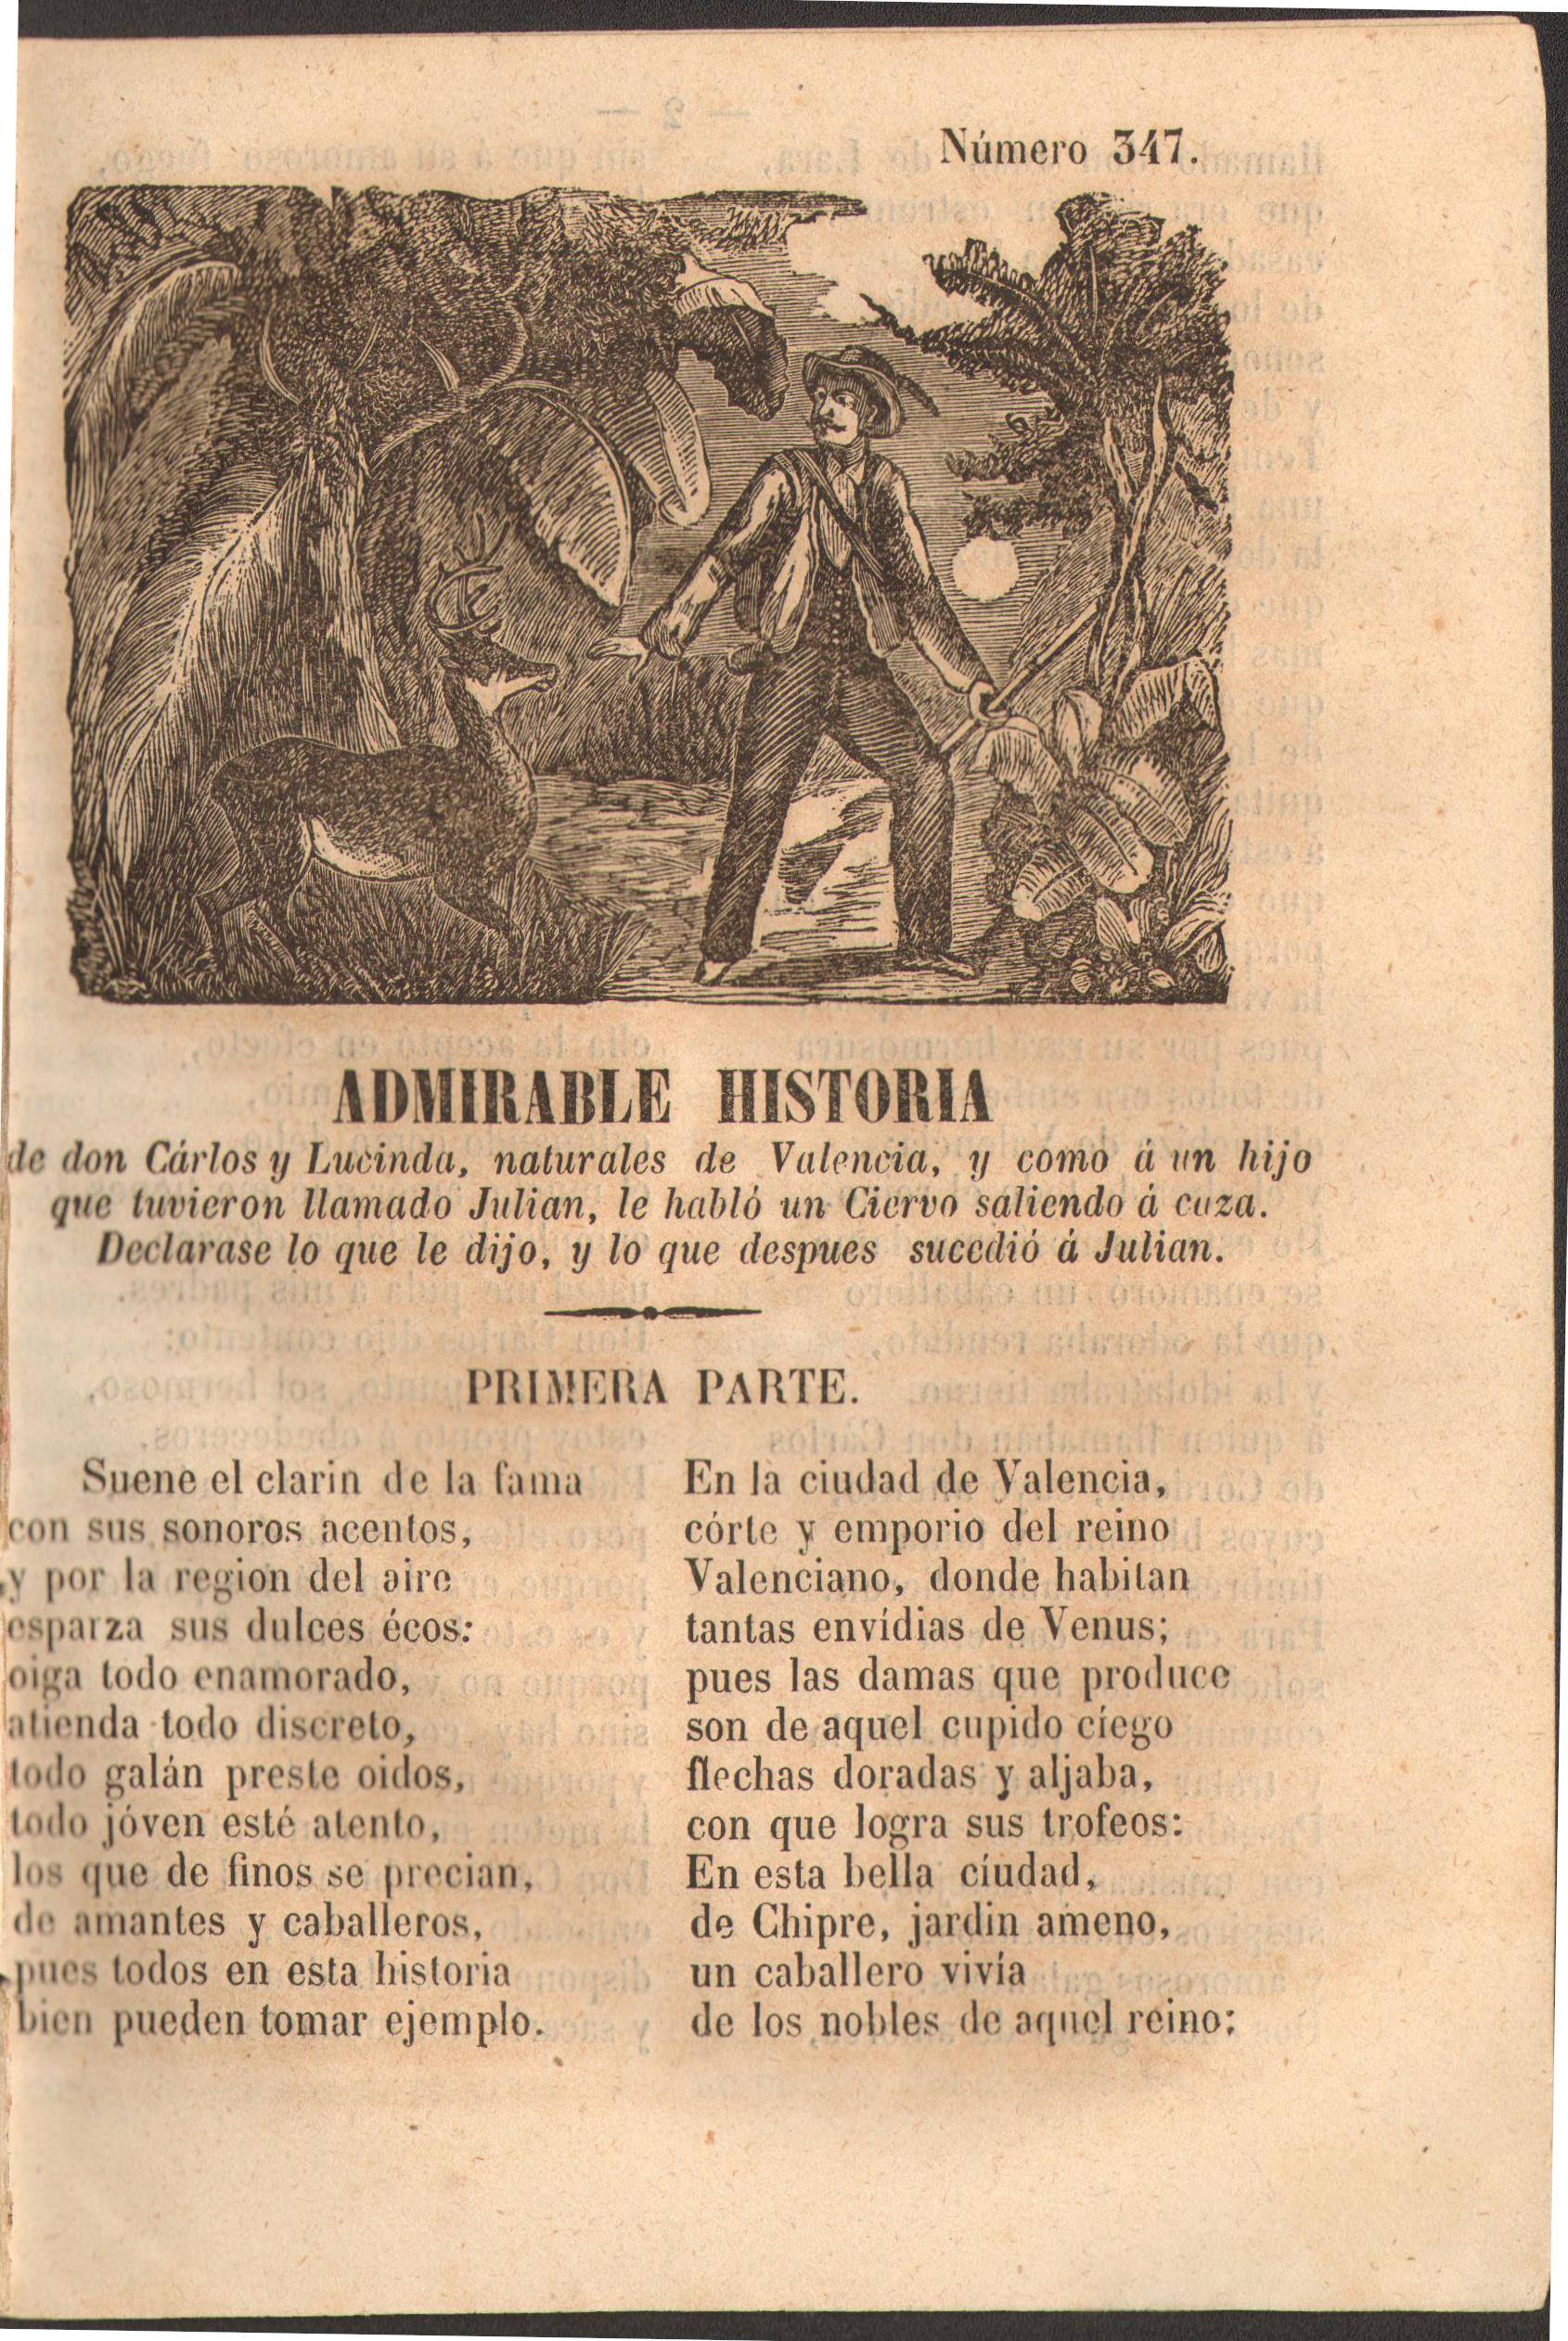 Número 347.
ADMIRABLE HISTORIA
de don Cárlos y Lucinda, naturales de Valencia, y como á un hijo
que tuvieron llamado Julian, le habló un Ciervo saliendo á caza.
Declarase lo que le dijo, y lo que despues sucedió á Julian.
PRIMERA PARTE.
Suene el clarin de la fama
con sus sonoros acentos,
y por la region del aire
esparza sus dulces écos:
oiga todo enamorado,
atienda todo discreto,
todo galán preste oidos,
todo jóven esté atento,
los que de finos se precian,
de amantes y caballeros,
pues todos en esta historia
bien pueden tomar ejemplo.
En la ciudad de Valencia,
córte y emporio del reino
Valenciano, donde habitan
tantas envídias de Venus;
pues las damas que produce
son de aquel cupido cíego
flechas doradas y aljaba,
con que logra sus trofeos:
En esta bella cíudad,
de Chipre, jardin ameno,
un caballero vivía
de los nobles de aquel reino;